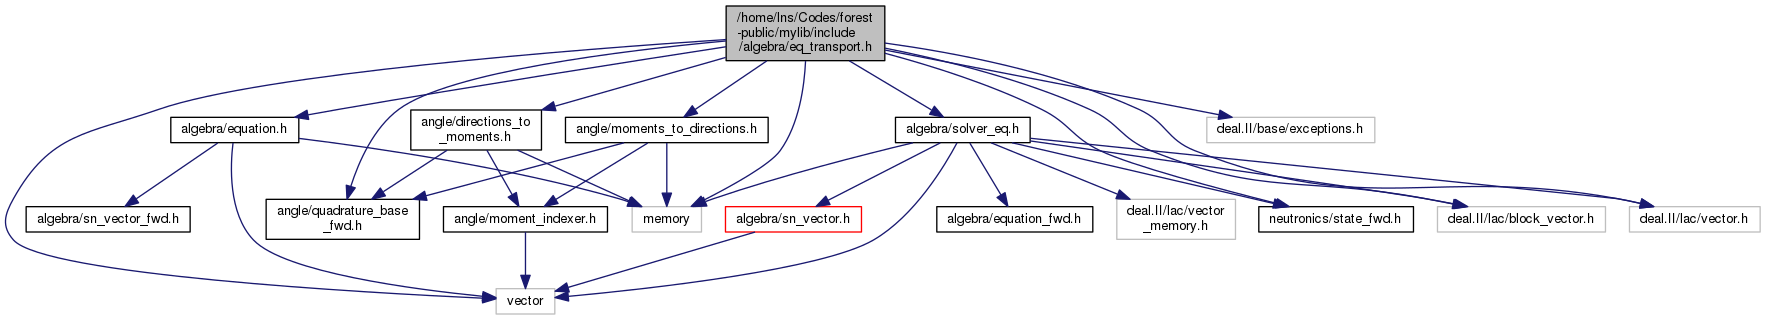 /home/lns/Codes/forest
-public/mylib/include
/algebra/eq_transport.h
algebra/equation.h
angle/directions_to
_moments.h
angle/moments_to_directions.h
algebra/solver_eq.h
deal.II/base/exceptions.h
algebra/sn_vector_fwd.h
angle/quadrature_base
_fwd.h
angle/moment_indexer.h
memory
algebra/sn_vector.h
algebra/equation_fwd.h
deal.II/lac/vector
_memory.h
neutronics/state_fwd.h
deal.II/lac/block_vector.h
deal.II/lac/vector.h
vector